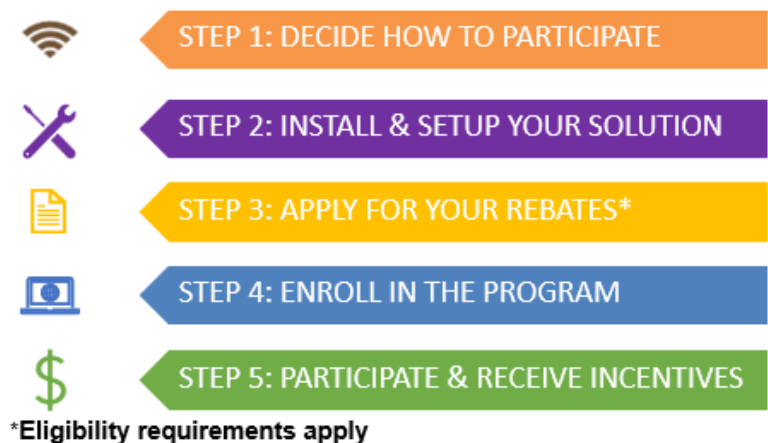 STEP 1: DECIDE HOW TO PARTICIPATE
STEP 2: INSTALL & SETUP YOUR SOLUTION
STEP 3: APPLY FOR YOUR REBATES*
STEP 4: ENROLL IN THE PROGRAM
STEP 5: PARTICIPATE & RECEIVE INCENTIVES
*Eligibility requirements apply